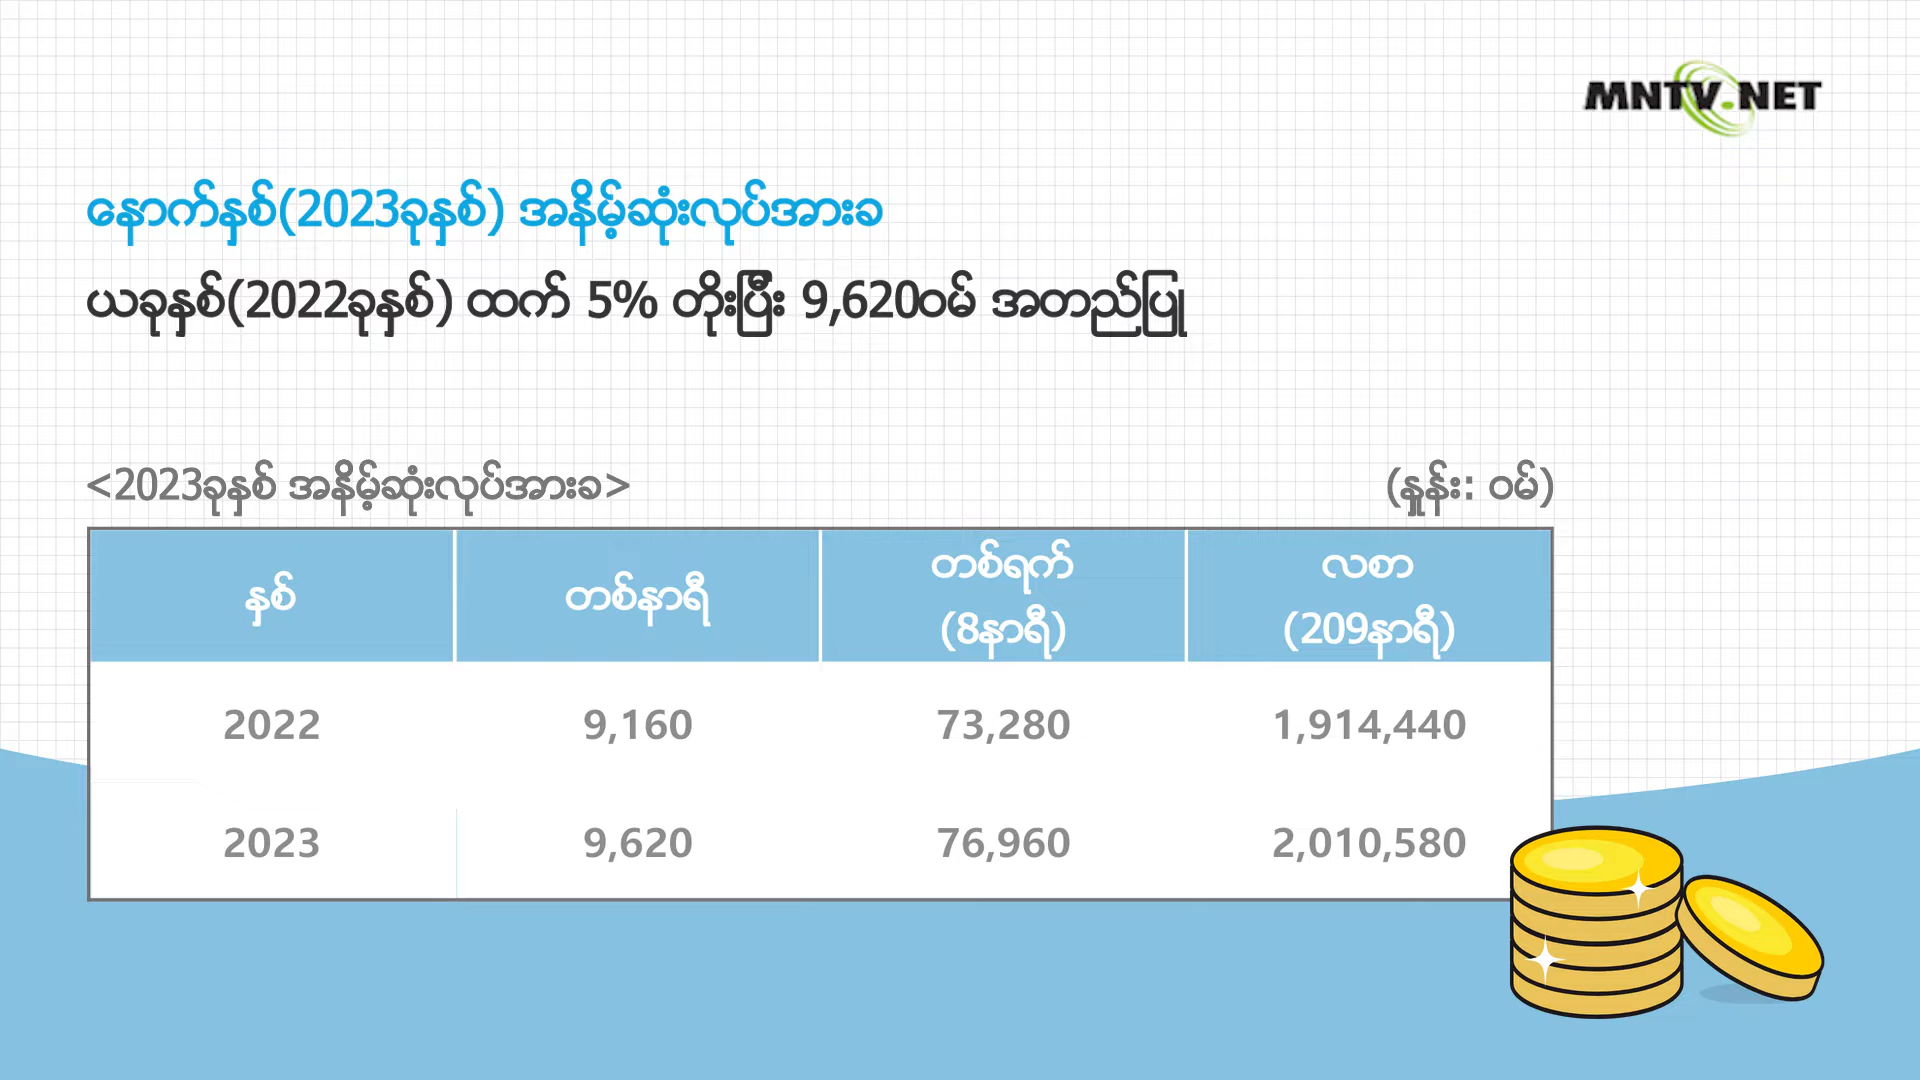 MNTV.NET
နောက်နှစ်(2023ခုနှစ်) အနိမ့်ဆုံးလုပ်အားခ
ယခုနှစ်(2022ခုနှစ်) ထက် 5% တိုးပြီး 9,620ဝမ် အတည်ပြု
<2023ခုနှစ် အနိမ့်ဆုံးလုပ်အားခ> (နှုန်း: ဝမ်)
နှစ် တစ်နာရီ တစ်ရက် (8နာရီ) လစာ (209နာရီ)
2022 9,160 73,280 1,914,440
2023 9,620 76,960 2,010,580